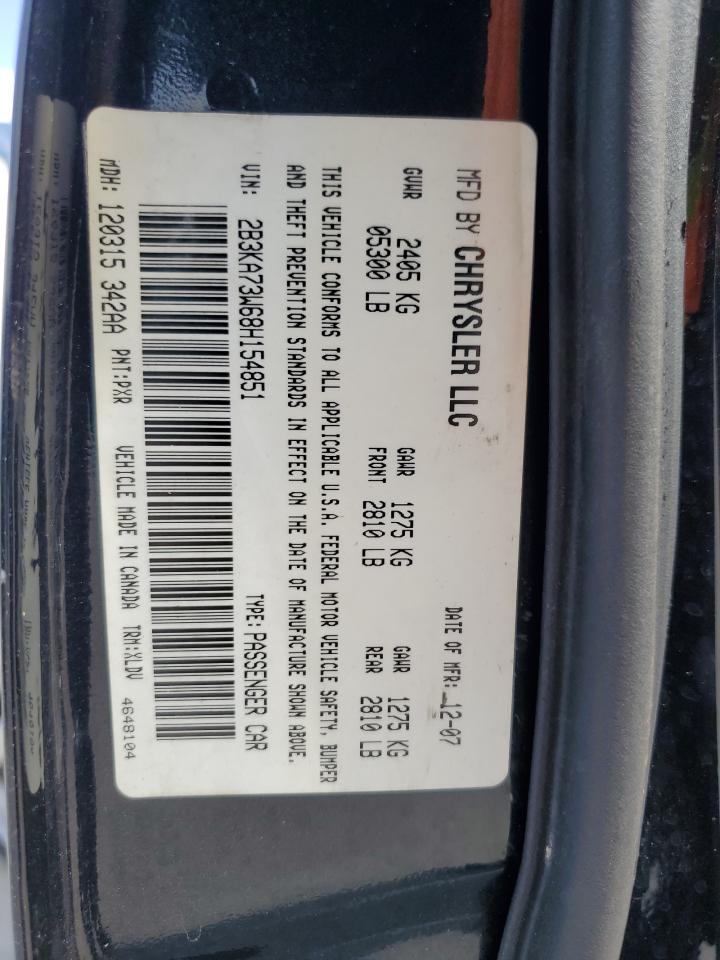 MFD BY CHRYSLER LLC DATE OF MFR: 12-07
GVWR 2405 KG GAWR 1275 KG GAWR 1275 KG
05300 LB FRONT 2810 LB REAR 2810 LB
THIS VEHICLE CONFORMS TO ALL APPLICABLE U.S.A. FEDERAL MOTOR VEHICLE SAFETY, BUMPER
AND THEFT PREVENTION STANDARDS IN EFFECT ON THE DATE OF MANUFACTURE SHOWN ABOVE.
VIN: 2B3KA73W68H154851 TYPE: PASSENGER CAR
MDH: 120315 342AA PNT:PXR VEHICLE MADE IN CANADA TRM:XLDV 4648104